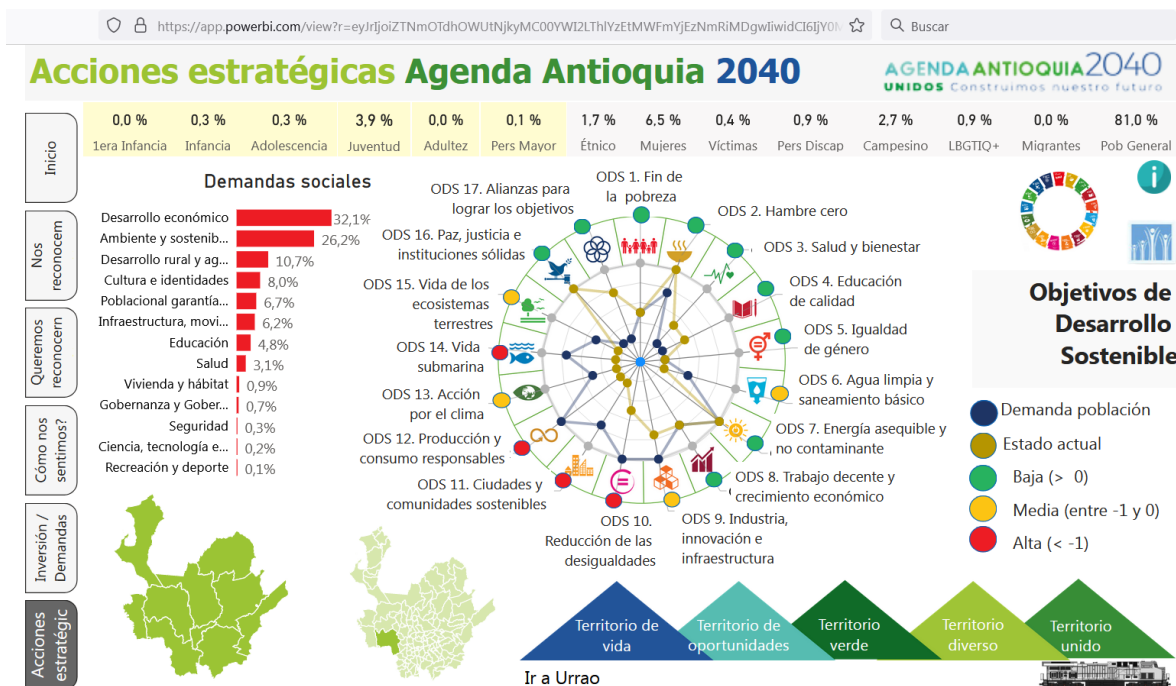 https://app.powerbi.com/view?r=
Buscar
Acciones estratégicas Agenda Antioquia 2040
AGENDA ANTIOQUIA 2040
UNIDOS Construimos nuestro futuro
0,0 % 0,3 % 0,3 % 3,9 % 0,0 % 0,1 % 1,7 % 6,5 % 0,4 % 0,9 % 2,7 % 0,9 % 0,0 % 81,0 %
1era Infancia Infancia Adolescencia Juventud Adultez Pers Mayor Étnico Mujeres Víctimas Pers Discap Campesino LBGTIQ+ Migrantes Pob General
Inicio
Nos
reconocem
Queremos
reconocem
Cómo nos
sentimos?
Inversión /
Demandas
Acciones
estratégic
Demandas sociales
Desarrollo económico 32,1%
Ambiente y sostenib... 26,2%
Desarrollo rural y ag... 10,7%
Cultura e identidades 8,0%
Poblacional garantía... 6,7%
Infraestructura, movi... 6,2%
Educación 4,8%
Salud 3,1%
Vivienda y hábitat 0,9%
Gobernanza y Gober... 0,7%
Seguridad 0,3%
Ciencia, tecnología e... 0,2%
Recreación y deporte 0,1%
ODS 1. Fin de
la pobreza
ODS 2. Hambre cero
ODS 3. Salud y bienestar
ODS 4. Educación
de calidad
ODS 5. Igualdad
de género
ODS 6. Agua limpia y
saneamiento básico
ODS 7. Energía asequible y
no contaminante
ODS 8. Trabajo decente y
crecimiento económico
ODS 9. Industria,
innovación e
infraestructura
ODS 10.
Reducción de las
desigualdades
ODS 11. Ciudades y
comunidades sostenibles
ODS 12. Producción y
consumo responsables
ODS 13. Acción
por el clima
ODS 14. Vida
submarina
ODS 15. Vida de los
ecosistemas
terrestres
ODS 16. Paz, justicia e
instituciones sólidas
ODS 17. Alianzas para
lograr los objetivos
i
Objetivos de
Desarrollo
Sostenible
Demanda población
Estado actual
Baja (> 0)
Media (entre -1 y 0)
Alta (< -1)
Territorio de
vida
Territorio de
oportunidades
Territorio
verde
Territorio
diverso
Territorio
unido
Ir a Urrao